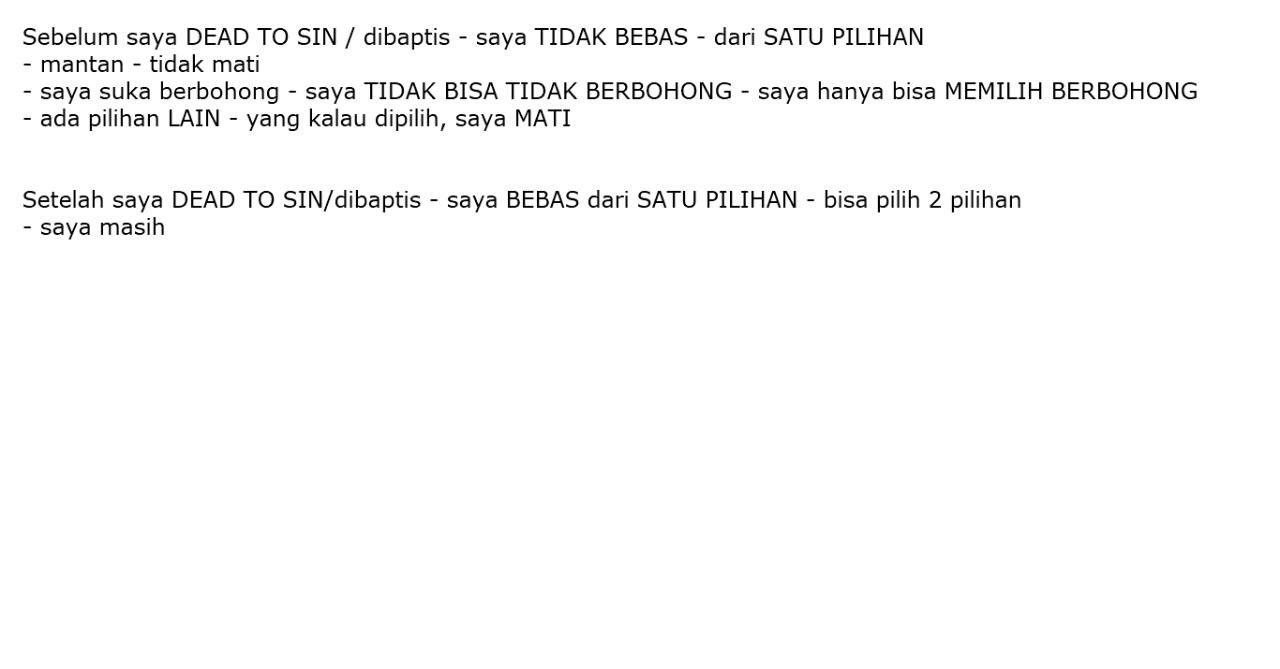 Sebelum saya DEAD TO SIN / dibaptis - saya TIDAK BEBAS - dari SATU PILIHAN
- mantan - tidak mati
- saya suka berbohong - saya TIDAK BISA TIDAK BERBOHONG - saya hanya bisa MEMILIH BERBOHONG
- ada pilihan LAIN - yang kalau dipilih, saya MATI
Setelah saya DEAD TO SIN/dibaptis - saya BEBAS dari SATU PILIHAN - bisa pilih 2 pilihan
- saya masih